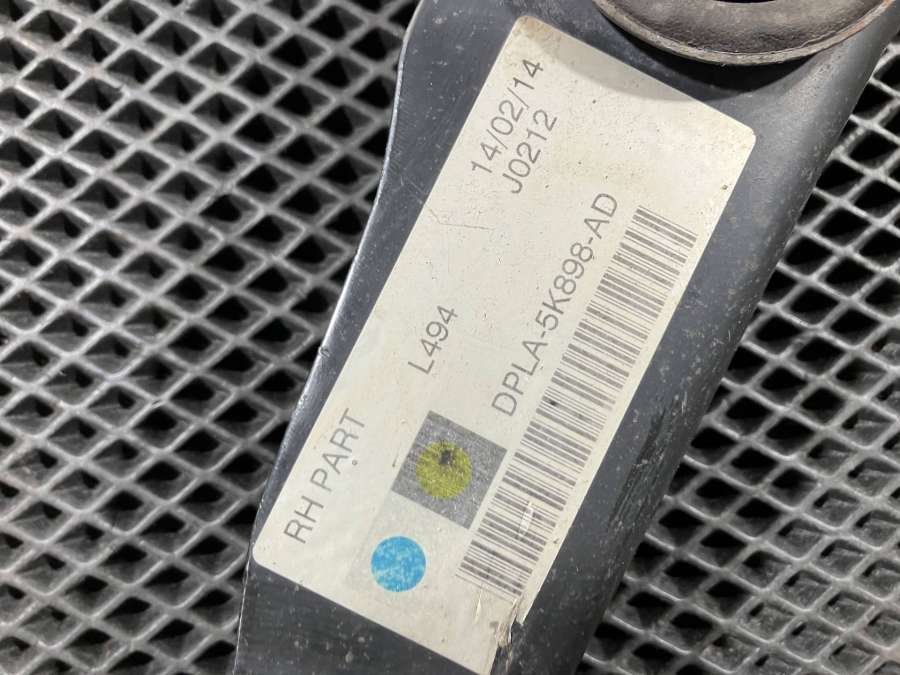 14/02/14
J0212
RH PART
L494
DPLA-5K898-AD